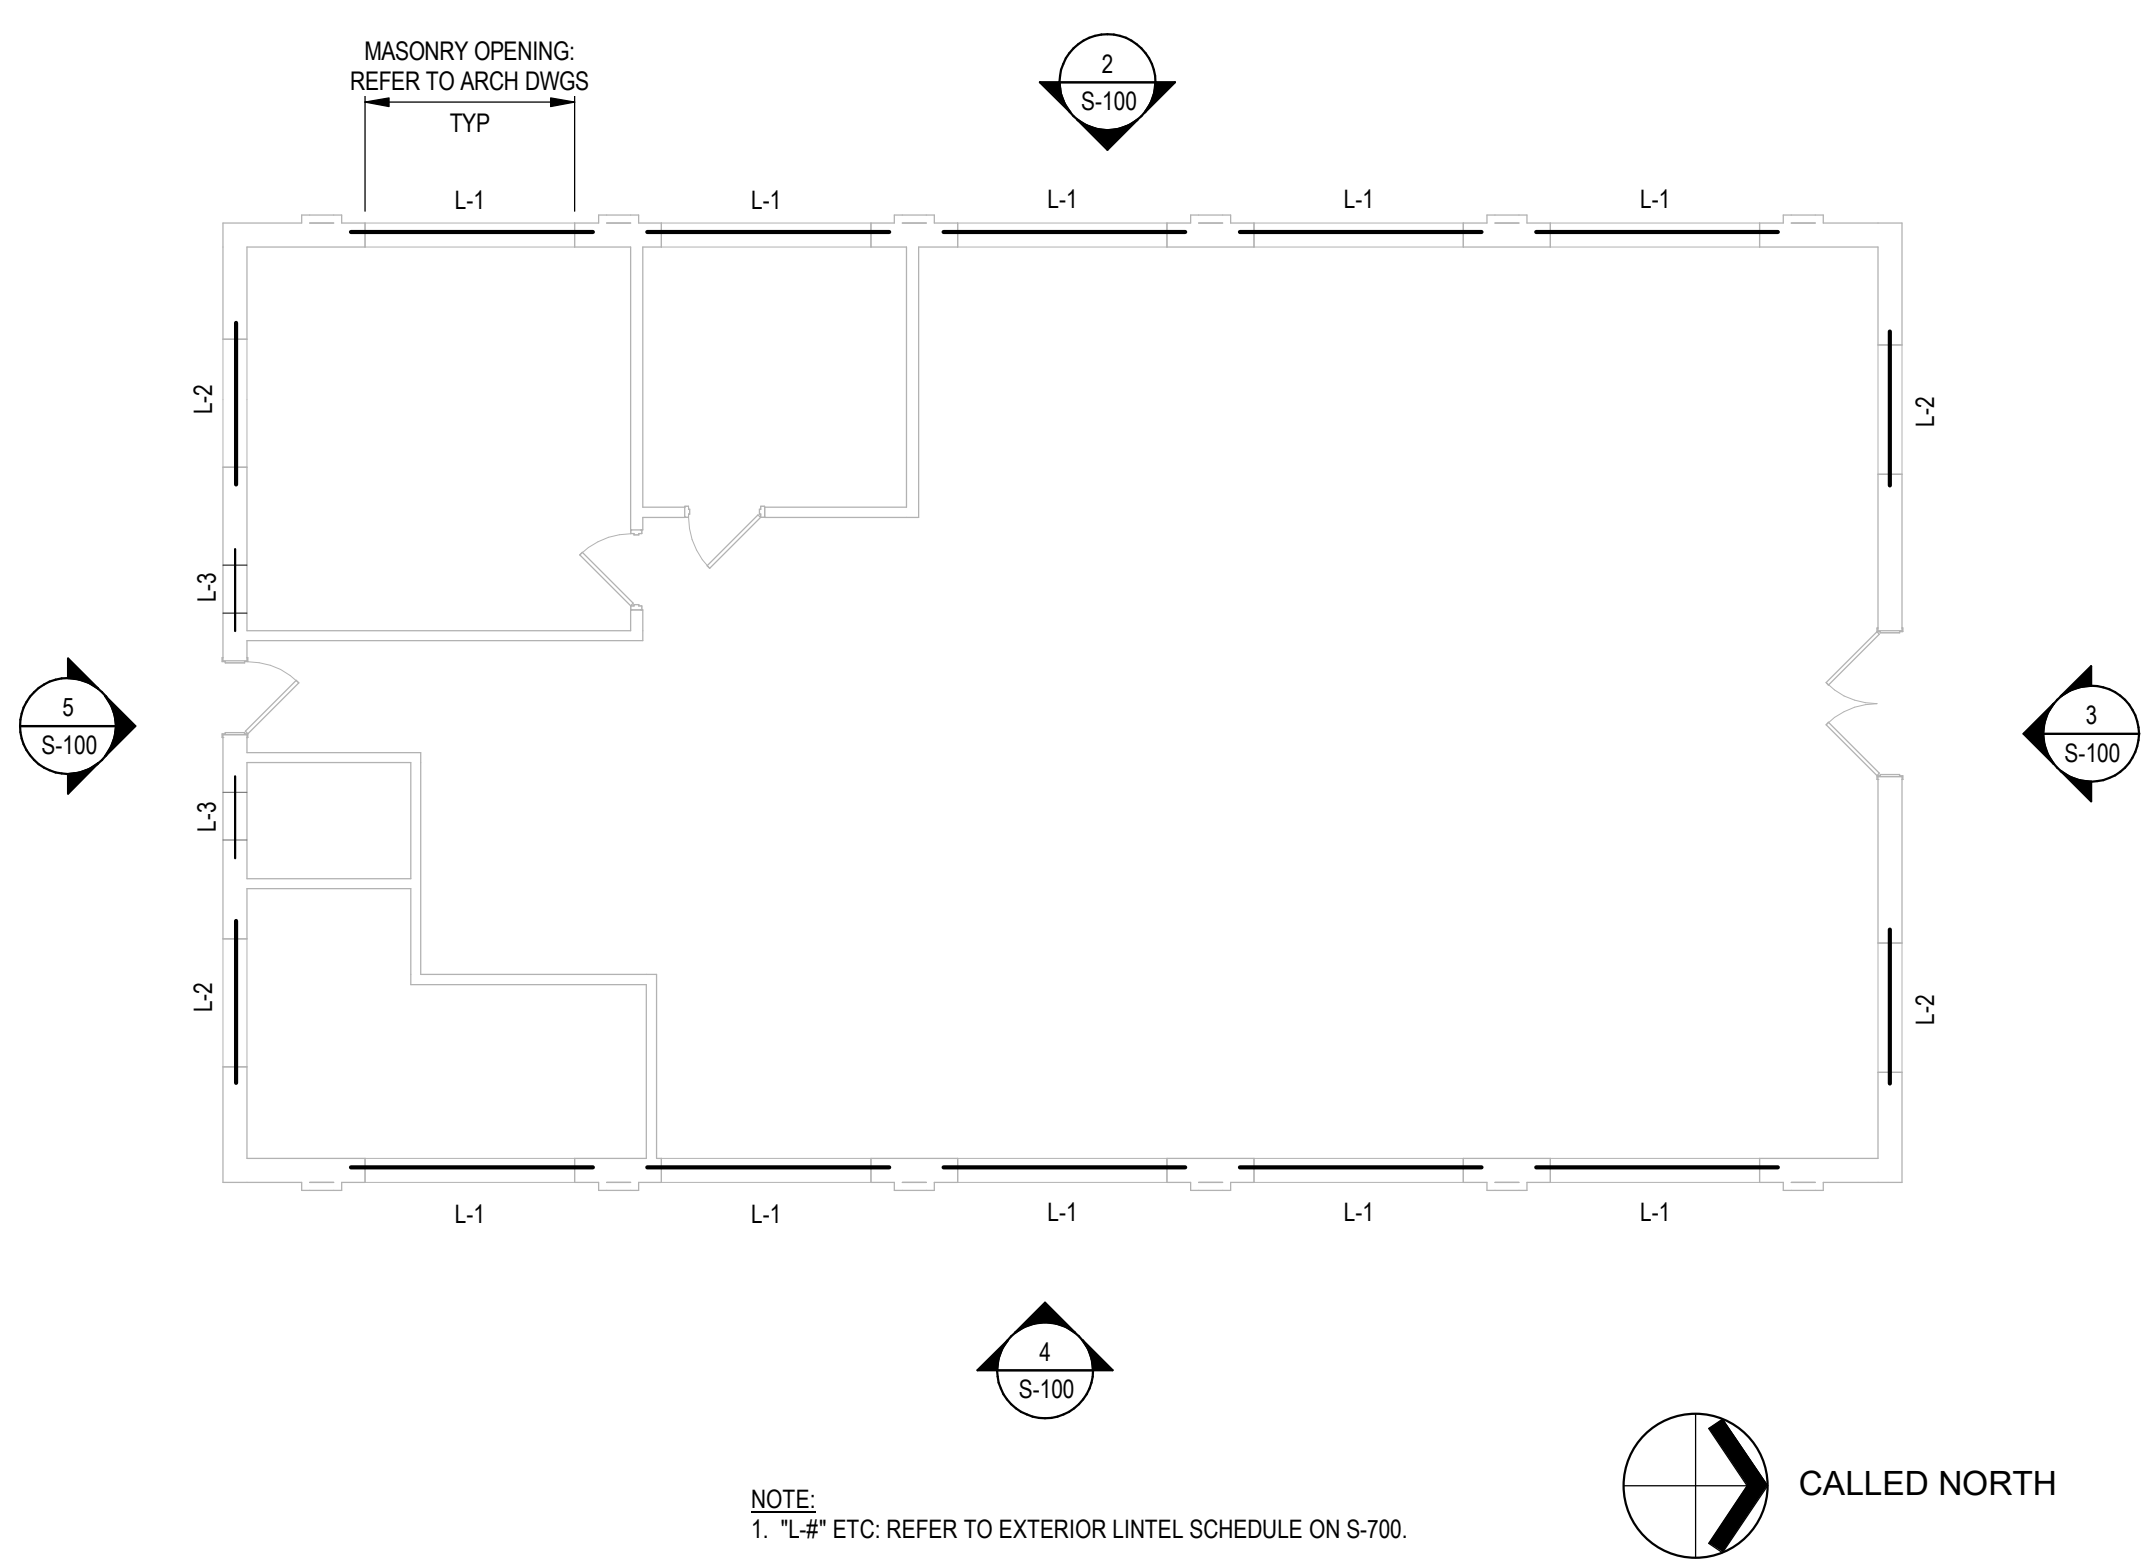 MASONRY OPENING:
REFER TO ARCH DWGS
TYP
2
S-100
L-1
L-1
L-1
L-1
L-1
L-2
L-2
L-3
5
S-100
3
S-100
L-3
L-2
L-2
L-1
L-1
L-1
L-1
L-1
4
S-100
CALLED NORTH
NOTE:
1. "L-#" ETC: REFER TO EXTERIOR LINTEL SCHEDULE ON S-700.